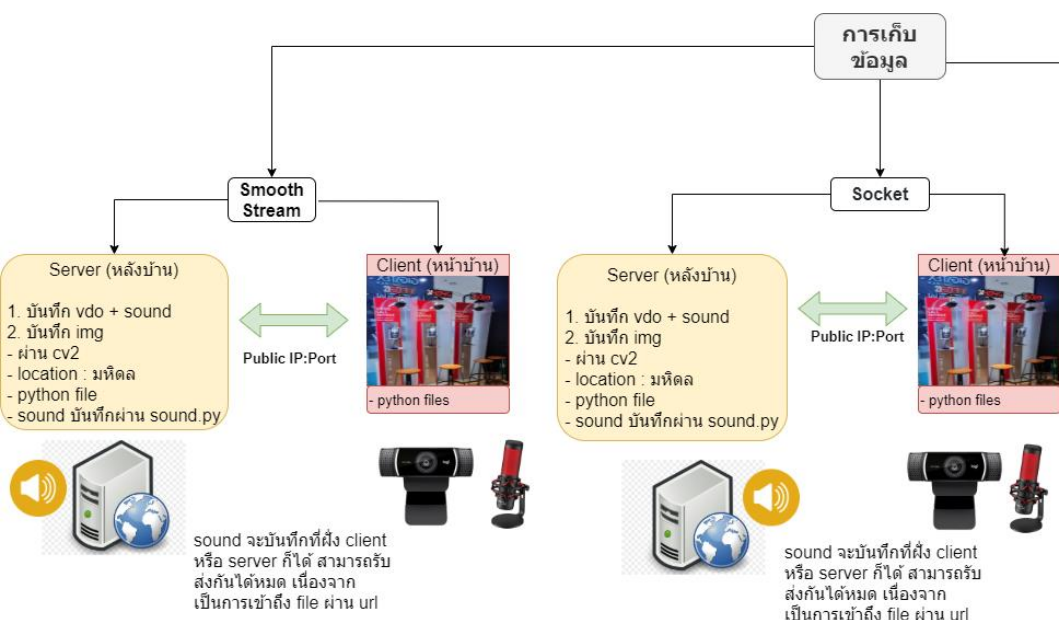 การเก็บ
ข้อมูล
Smooth
Stream
Socket
Server (หลังบ้าน)
1. บันทึก vdo + sound
2. บันทึก img
- ผ่าน cv2
- location : มหิดล
- python file
- sound บันทึกผ่าน sound.py
Public IP:Port
Client (หน้าบ้าน)
- python files
sound จะบันทึกที่ฝั่ง client
หรือ server ก็ได้ สามารถรับ
ส่งกันได้หมด เนื่องจาก
เป็นการเข้าถึง file ผ่าน url
Server (หลังบ้าน)
1. บันทึก vdo + sound
2. บันทึก img
- ผ่าน cv2
- location : มหิดล
- python file
- sound บันทึกผ่าน sound.py
Public IP:Port
Client (หน้าบ้าน)
- python files
sound จะบันทึกที่ฝั่ง client
หรือ server ก็ได้ สามารถรับ
ส่งกันได้หมด เนื่องจาก
เป็นการเข้าถึง file ผ่าน url